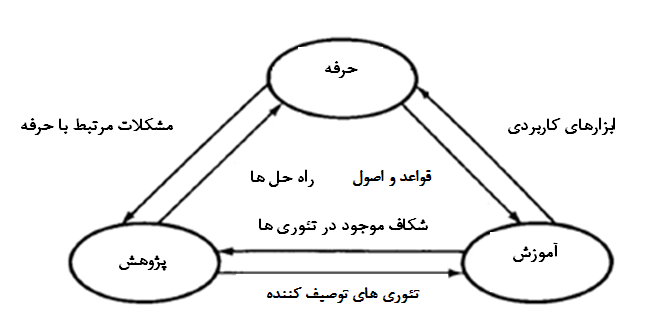 حرفه
ابزارهای کاربردی
مشکلات مرتبط با حرفه
قواعد و اصول
راه حل ها
شکاف موجود در تئوری ها
آموزش
پژوهش
تئوری های توصیف کننده